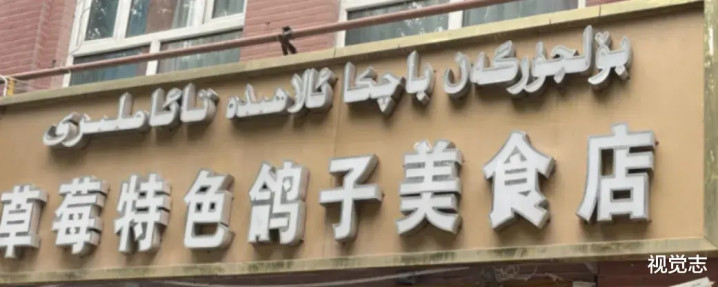 بۆلجۈرگەن باچكا ئالاھىدە تائاملىرى
草莓特色鸽子美食店
视觉志